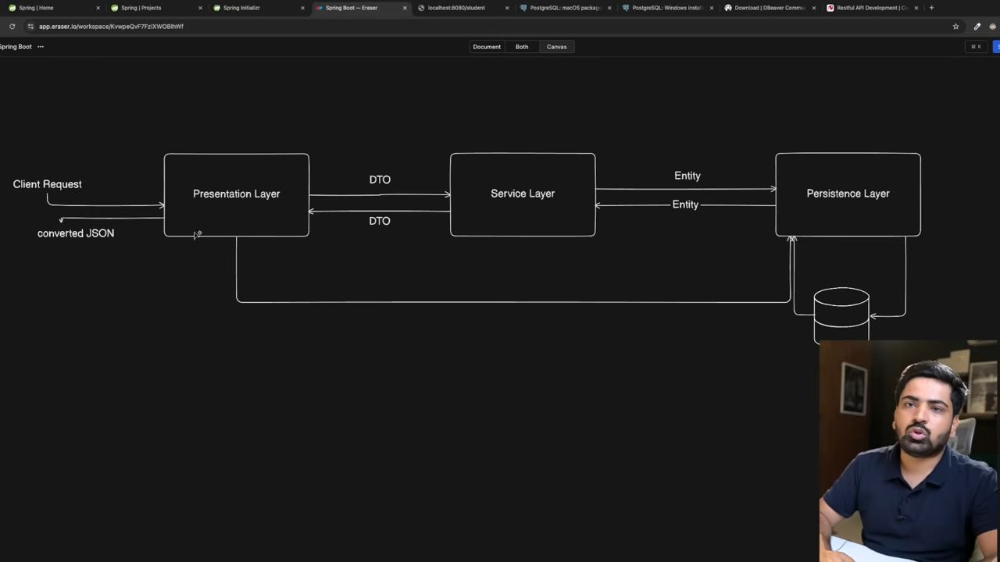 Spring | Home
Spring | Projects
Spring Initializr
Spring Boot — Eraser
localhost:8080/student
PostgreSQL: macOS packag
PostgreSQL: Windows install
Download | DBeaver Commu
Restful API Development | C
app.eraser.io/workspace/KvwpeQvF7FziXWOBlhWf
Spring Boot
Document
Both
Canvas
⌘ K
Client Request
converted JSON
Presentation Layer
DTO
DTO
Service Layer
Entity
Entity
Persistence Layer